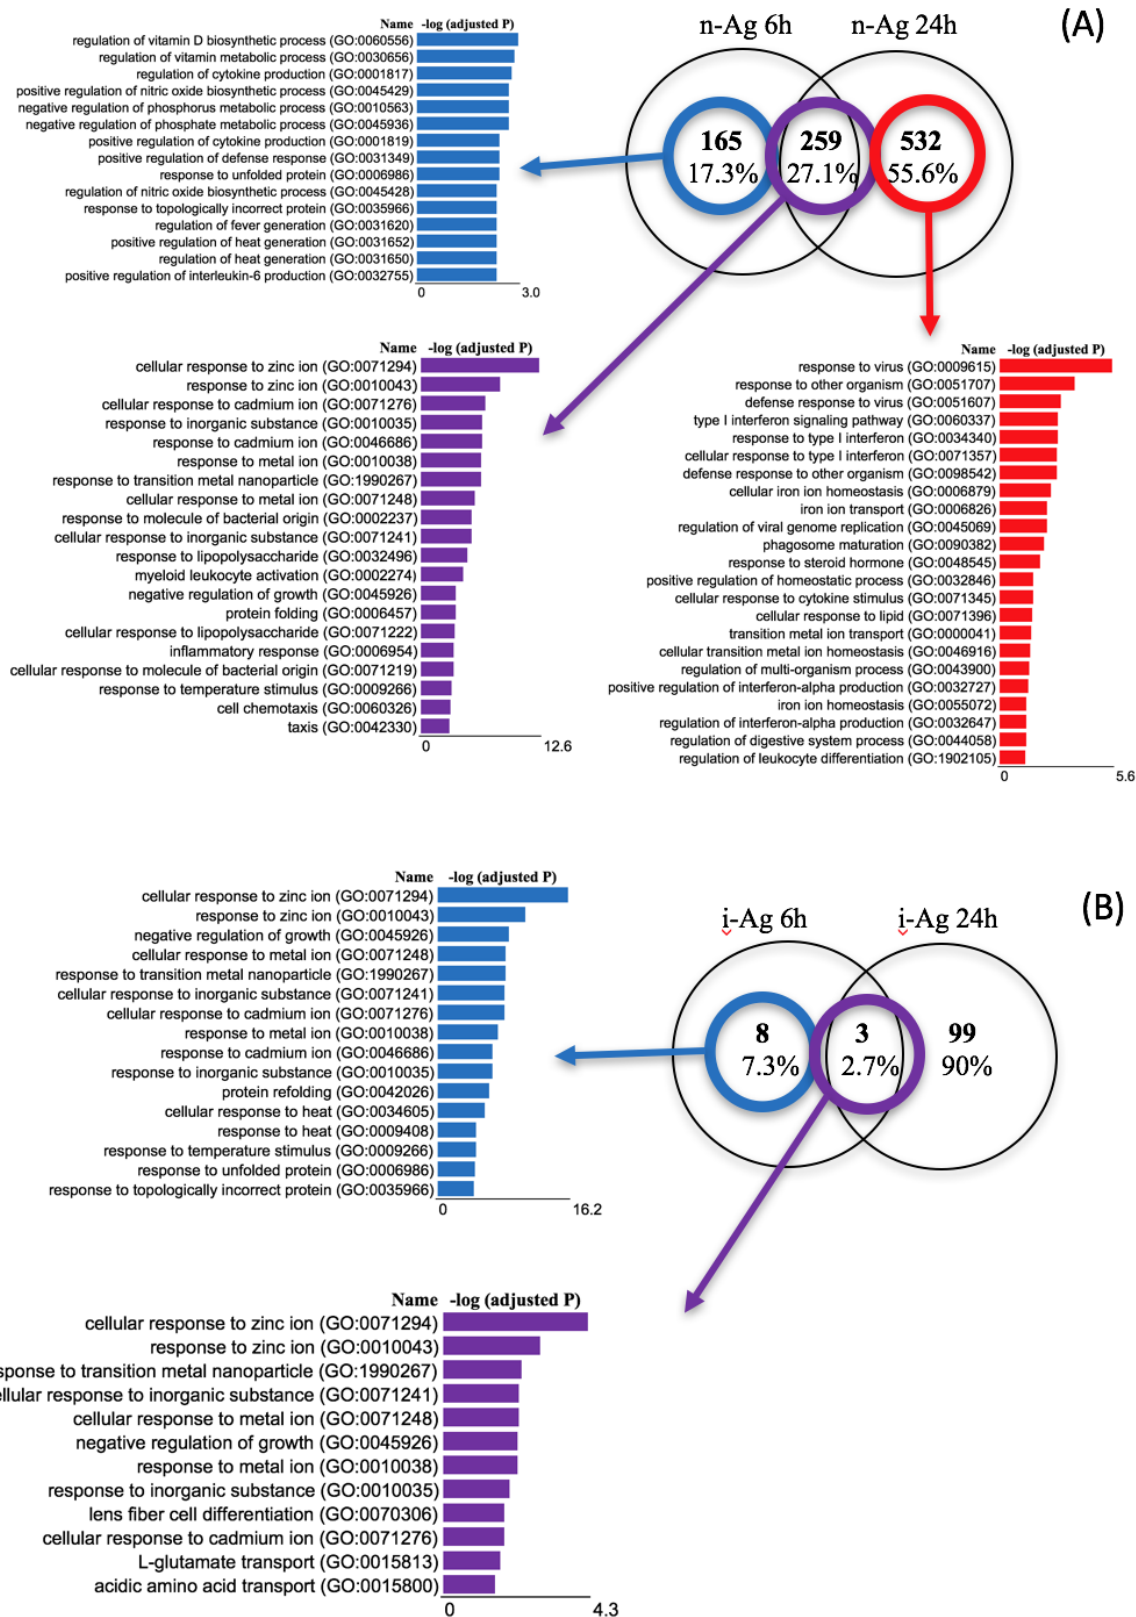 (A)
n-Ag 6h n-Ag 24h
165 259 532
17.3% 27.1% 55.6%
Name -log (adjusted P)
regulation of vitamin D biosynthetic process (GO:0060556)
regulation of vitamin metabolic process (GO:0030656)
regulation of cytokine production (GO:0001817)
positive regulation of nitric oxide biosynthetic process (GO:0045429)
negative regulation of phosphorus metabolic process (GO:0010563)
negative regulation of phosphate metabolic process (GO:0045936)
positive regulation of cytokine production (GO:0001819)
positive regulation of defense response (GO:0031349)
response to unfolded protein (GO:0006986)
regulation of nitric oxide biosynthetic process (GO:0045428)
response to topologically incorrect protein (GO:0035966)
regulation of fever generation (GO:0031620)
positive regulation of heat generation (GO:0031652)
regulation of heat generation (GO:0031650)
positive regulation of interleukin-6 production (GO:0032755)
0 3.0
Name -log (adjusted P)
cellular response to zinc ion (GO:0071294)
response to zinc ion (GO:0010043)
cellular response to cadmium ion (GO:0071276)
response to inorganic substance (GO:0010035)
response to cadmium ion (GO:0046686)
response to metal ion (GO:0010038)
response to transition metal nanoparticle (GO:1990267)
cellular response to metal ion (GO:0071248)
response to molecule of bacterial origin (GO:0002237)
cellular response to inorganic substance (GO:0071241)
response to lipopolysaccharide (GO:0032496)
myeloid leukocyte activation (GO:0002274)
negative regulation of growth (GO:0045926)
protein folding (GO:0006457)
cellular response to lipopolysaccharide (GO:0071222)
inflammatory response (GO:0006954)
cellular response to molecule of bacterial origin (GO:0071219)
response to temperature stimulus (GO:0009266)
cell chemotaxis (GO:0060326)
taxis (GO:0042330)
0 12.6
Name -log (adjusted P)
response to virus (GO:0009615)
response to other organism (GO:0051707)
defense response to virus (GO:0051607)
type I interferon signaling pathway (GO:0060337)
response to type I interferon (GO:0034340)
cellular response to type I interferon (GO:0071357)
defense response to other organism (GO:0098542)
cellular iron ion homeostasis (GO:0006879)
iron ion transport (GO:0006826)
regulation of viral genome replication (GO:0045069)
phagosome maturation (GO:0090382)
response to steroid hormone (GO:0048545)
positive regulation of homeostatic process (GO:0032846)
cellular response to cytokine stimulus (GO:0071345)
cellular response to lipid (GO:0071396)
transition metal ion transport (GO:0000041)
cellular transition metal ion homeostasis (GO:0046916)
regulation of multi-organism process (GO:0043900)
positive regulation of interferon-alpha production (GO:0032727)
iron ion homeostasis (GO:0055072)
regulation of interferon-alpha production (GO:0032647)
regulation of digestive system process (GO:0044058)
regulation of leukocyte differentiation (GO:1902105)
0 5.6
(B)
i-Ag 6h i-Ag 24h
8 3 99
7.3% 2.7% 90%
Name -log (adjusted P)
cellular response to zinc ion (GO:0071294)
response to zinc ion (GO:0010043)
negative regulation of growth (GO:0045926)
cellular response to metal ion (GO:0071248)
response to transition metal nanoparticle (GO:1990267)
cellular response to inorganic substance (GO:0071241)
cellular response to cadmium ion (GO:0071276)
response to metal ion (GO:0010038)
response to cadmium ion (GO:0046686)
response to inorganic substance (GO:0010035)
protein refolding (GO:0042026)
cellular response to heat (GO:0034605)
response to heat (GO:0009408)
response to temperature stimulus (GO:0009266)
response to unfolded protein (GO:0006986)
response to topologically incorrect protein (GO:0035966)
0 16.2
Name -log (adjusted P)
cellular response to zinc ion (GO:0071294)
response to zinc ion (GO:0010043)
sponse to transition metal nanoparticle (GO:1990267)
ellular response to inorganic substance (GO:0071241)
cellular response to metal ion (GO:0071248)
negative regulation of growth (GO:0045926)
response to metal ion (GO:0010038)
response to inorganic substance (GO:0010035)
lens fiber cell differentiation (GO:0070306)
cellular response to cadmium ion (GO:0071276)
L-glutamate transport (GO:0015813)
acidic amino acid transport (GO:0015800)
0 4.3